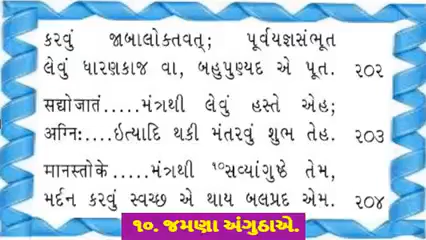 કરવું જાબાલોક્તવત્; પૂર્વયજ્ઞસંભૂત
લેવું ધારણકાજ વા, બહુપુણ્યદ એ પૂત. ૨૦૨
સદ્યોજાતં.....મંત્રથી લેવું હસ્તે એહ;
અગ્નિઃ....ઇત્યાદિ થકી મંતરવું શુભ તેહ. ૨૦૩
માનસ્તોકે.....મંત્રથી ૧૦સવ્યાંગુષ્ઠે તેમ,
મર્દન કરવું સ્વચ્છ એ થાય બલપ્રદ એમ. ૨૦૪
૧૦. જમણા અંગુઠાએ.